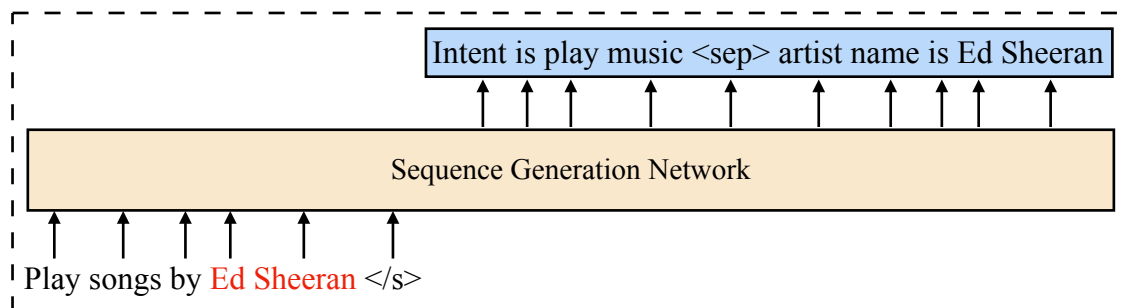 Intent is play music <sep> artist name is Ed Sheeran
Sequence Generation Network
Play songs by Ed Sheeran </s>